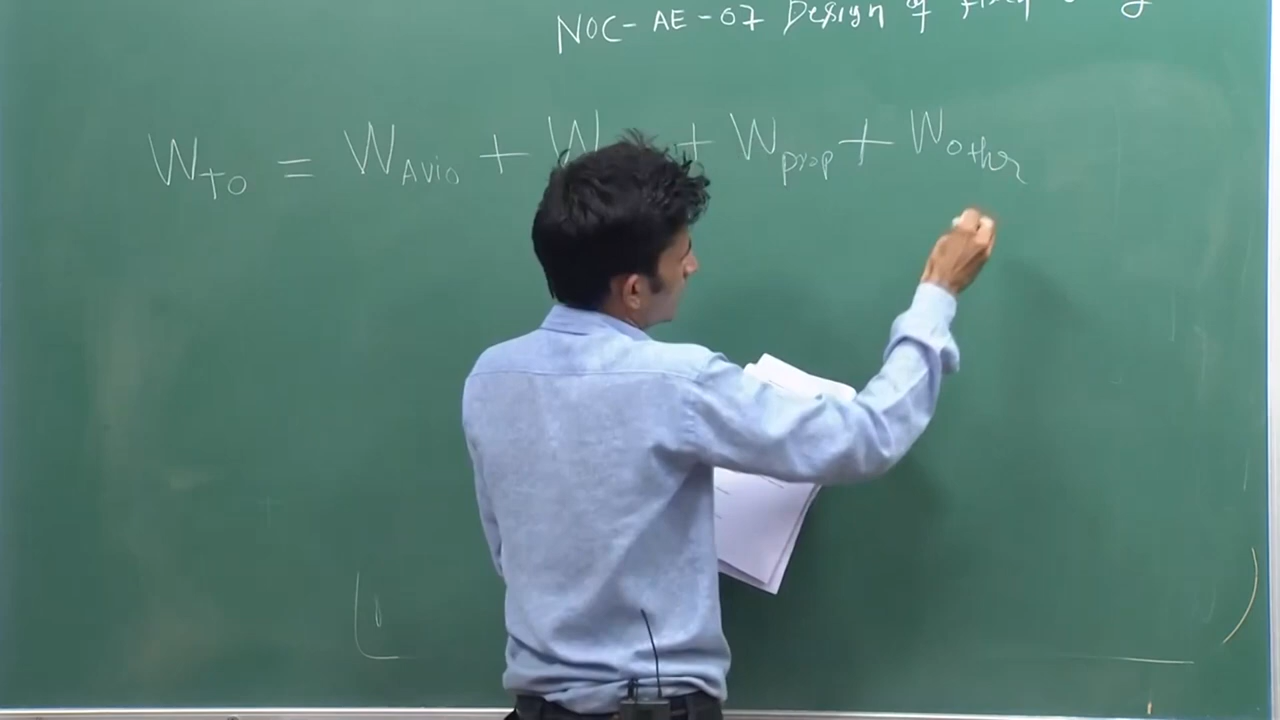 NOC-AE-07 Design of
W_TO = W_Avio + W + W_prop + W_other